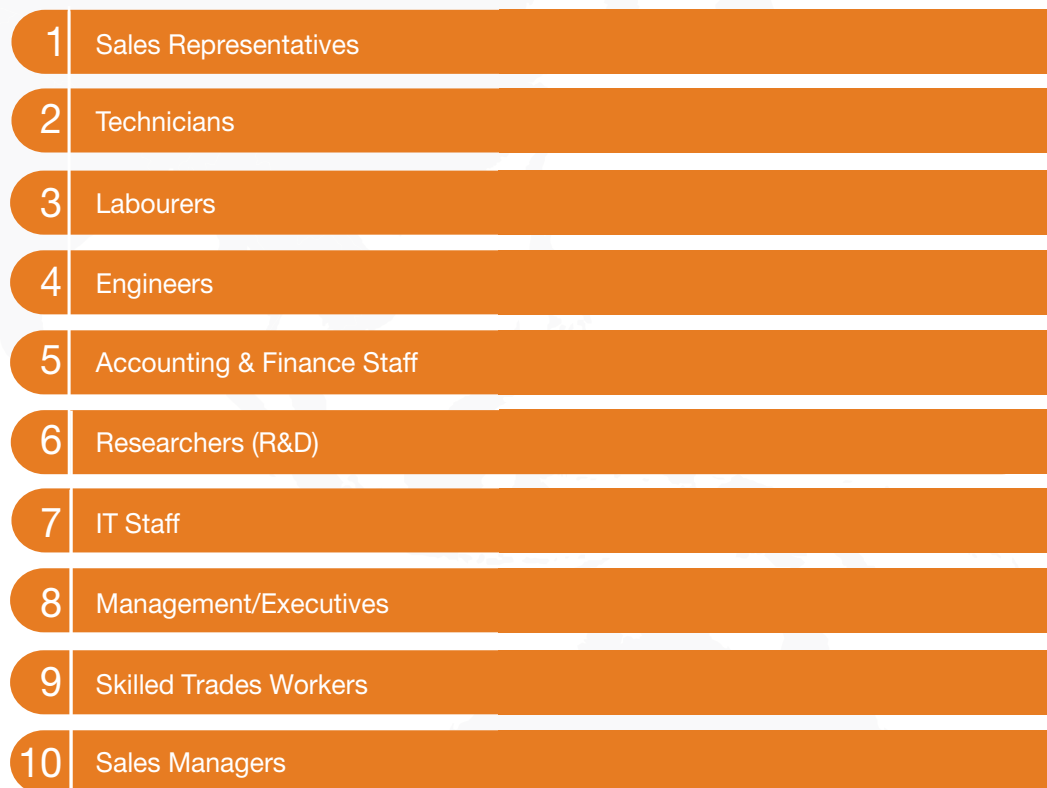 1 Sales Representatives
2 Technicians
3 Labourers
4 Engineers
5 Accounting & Finance Staff
6 Researchers (R&D)
7 IT Staff
8 Management/Executives
9 Skilled Trades Workers
10 Sales Managers